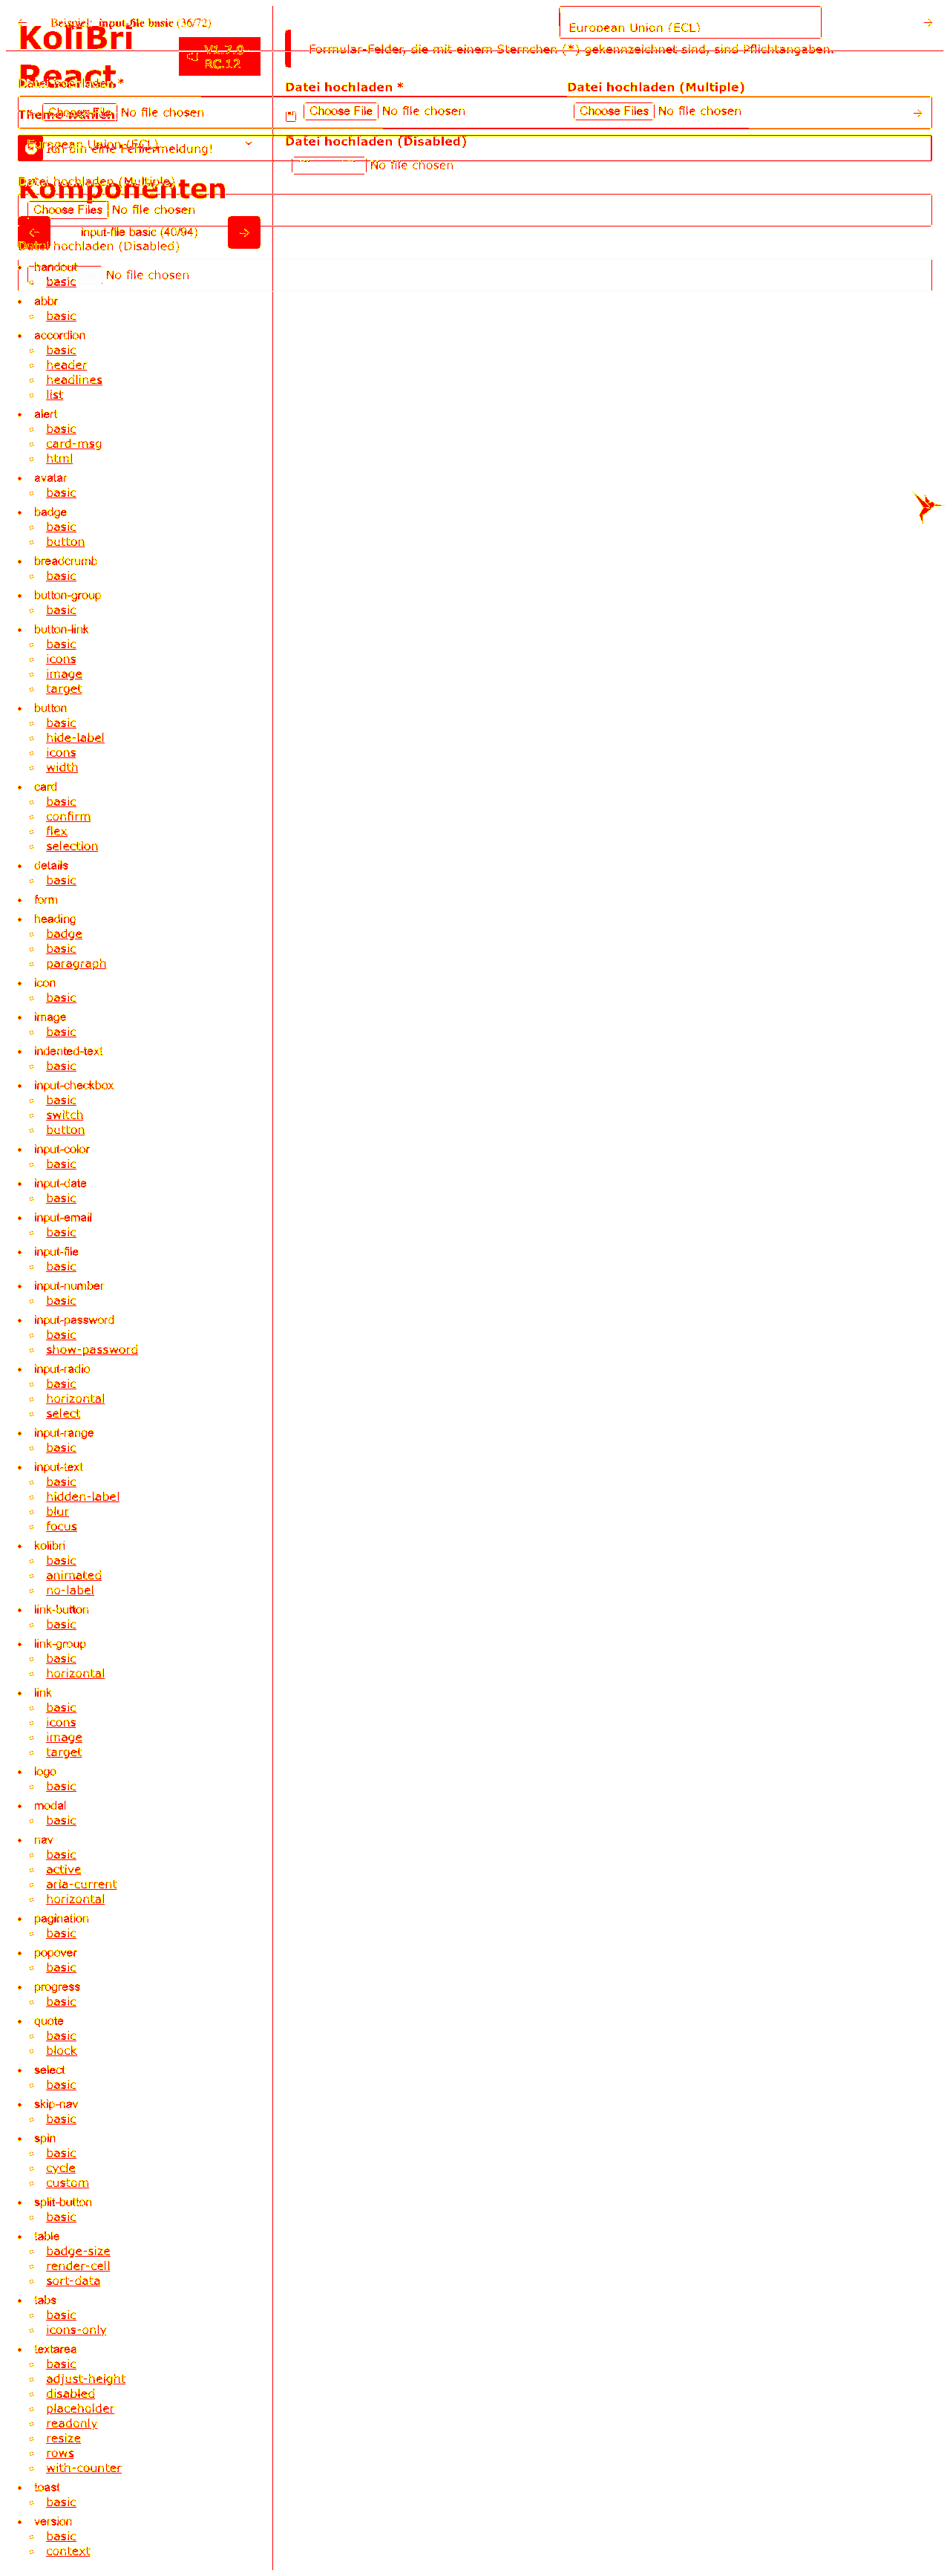 Beispiel: input-file basic (36/72)
European Union (ECL)
KoliBri
React
V1.7.0
RC.12
Formular-Felder, die mit einem Sternchen (*) gekennzeichnet sind, sind Pflichtangaben.
Datei hochladen *
Datei hochladen *
Datei hochladen (Multiple)
Theme wählen
Choose File No file chosen
Choose File No file chosen
Choose Files No file chosen
European Union (ECL)
Ich bin eine Fehlermeldung!
Datei hochladen (Disabled)
No file chosen
Datei hochladen (Multiple)
Komponenten
Choose Files No file chosen
input-file basic (40/94)
Datei hochladen (Disabled)
handout
No file chosen
basic
abbr
basic
accordion
basic
header
headlines
list
alert
basic
card-msg
html
avatar
basic
badge
basic
button
breadcrumb
basic
button-group
basic
button-link
basic
icons
image
target
button
basic
hide-label
icons
width
card
basic
confirm
flex
selection
details
basic
form
heading
badge
basic
paragraph
icon
basic
image
basic
indented-text
basic
input-checkbox
basic
switch
button
input-color
basic
input-date
basic
input-email
basic
input-file
basic
input-number
basic
input-password
basic
show-password
input-radio
basic
horizontal
select
input-range
basic
input-text
basic
hidden-label
blur
focus
kolibri
basic
animated
no-label
link-button
basic
link-group
basic
horizontal
link
basic
icons
image
target
logo
basic
modal
basic
nav
basic
active
aria-current
horizontal
pagination
basic
popover
basic
progress
basic
quote
basic
block
select
basic
skip-nav
basic
spin
basic
cycle
custom
split-button
basic
table
badge-size
render-cell
sort-data
tabs
basic
icons-only
textarea
basic
adjust-height
disabled
placeholder
readonly
resize
rows
with-counter
toast
basic
version
basic
context